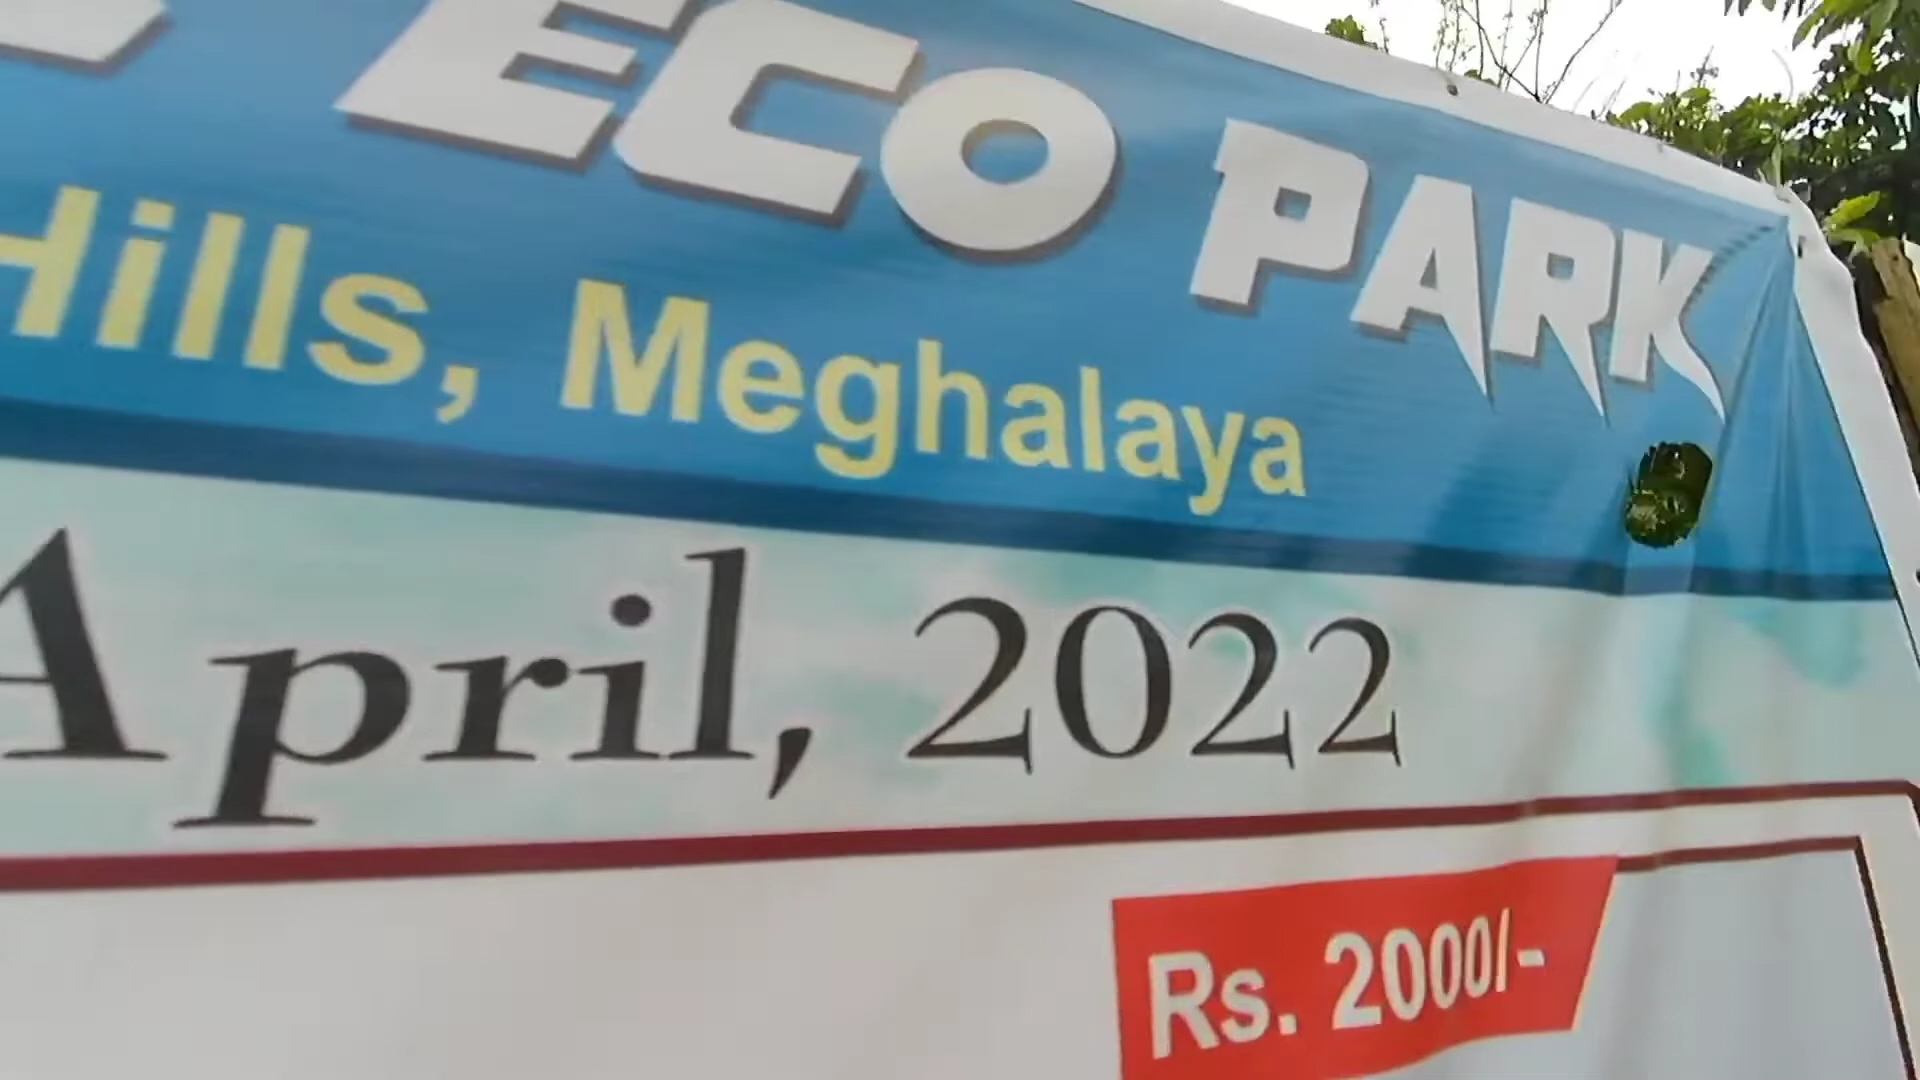 ECO PARK
Hills, Meghalaya
April, 2022
Rs. 2000/-